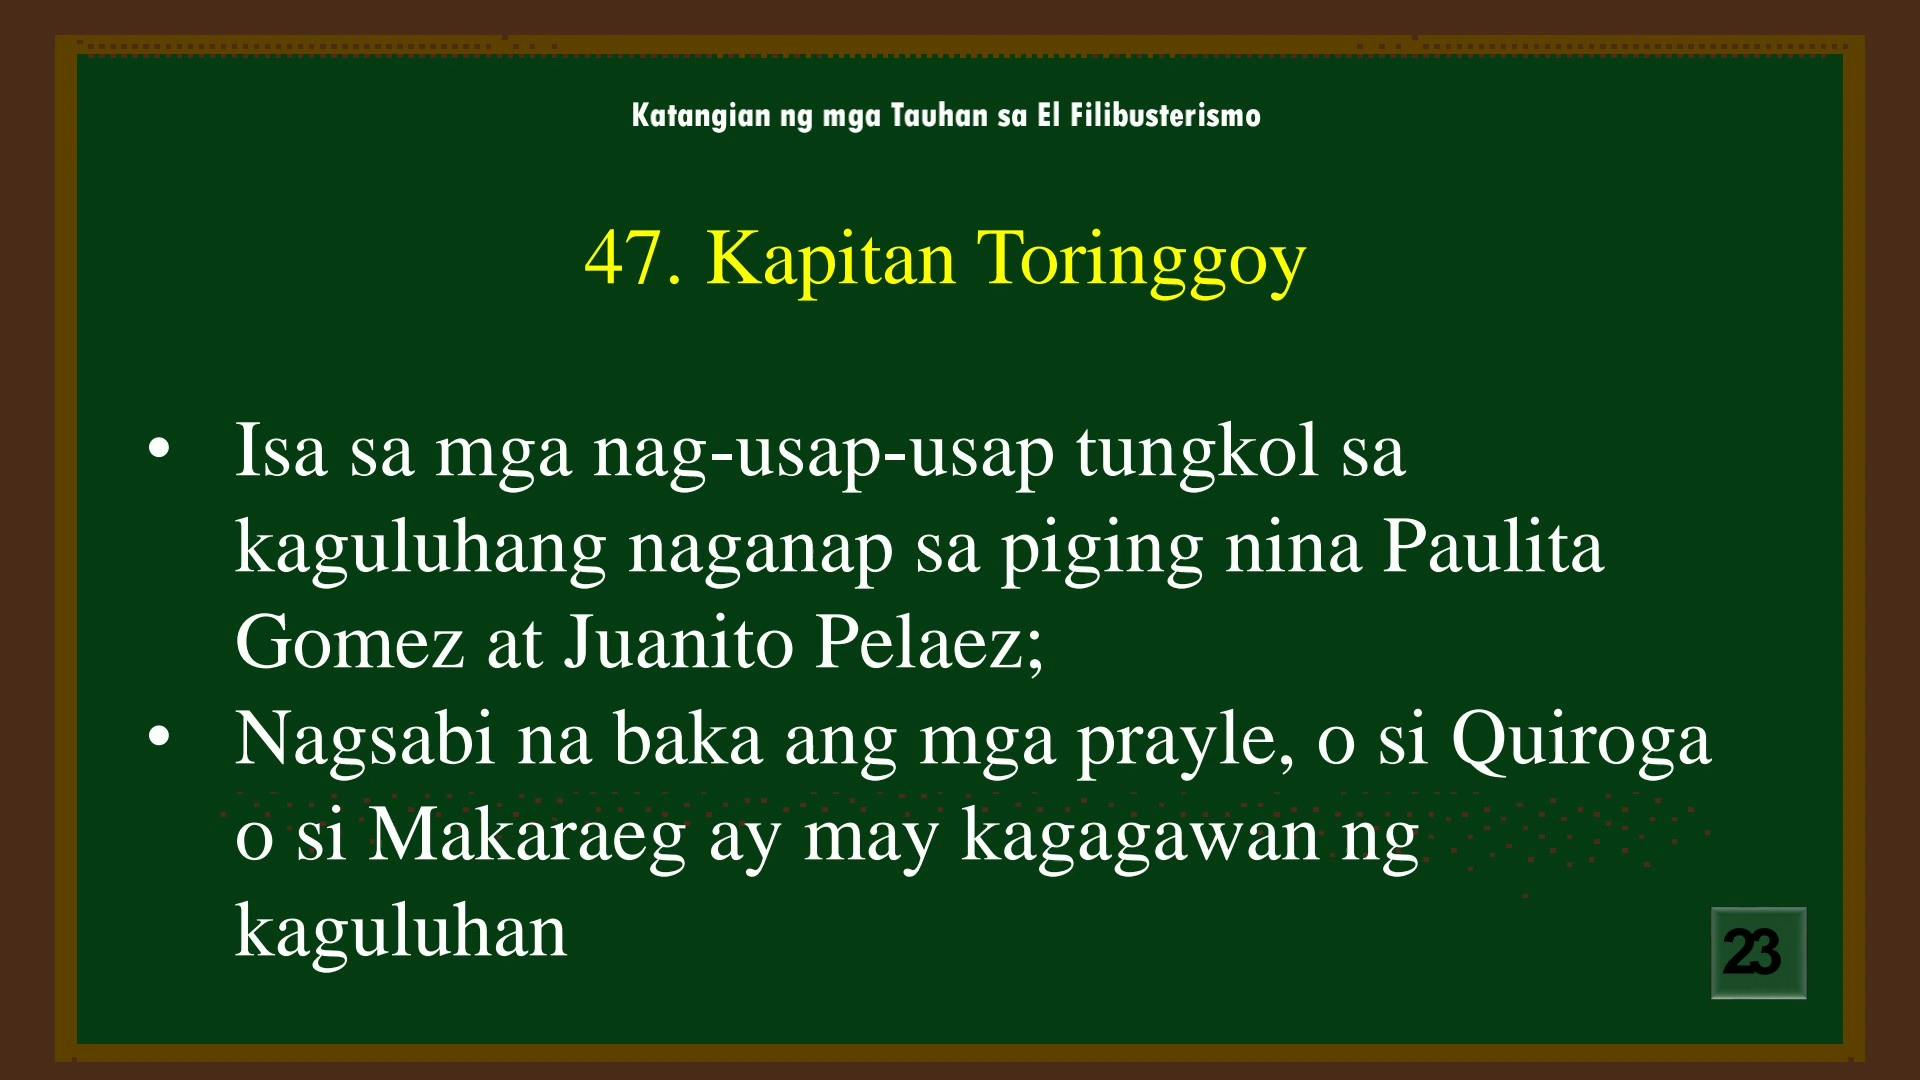 Katangian ng mga Tauhan sa El Filibusterismo
47. Kapitan Toringgoy
• Isa sa mga nag-usap-usap tungkol sa
kaguluhang naganap sa piging nina Paulita
Gomez at Juanito Pelaez;
• Nagsabi na baka ang mga prayle, o si Quiroga
o si Makaraeg ay may kagagawan ng
kaguluhan
23